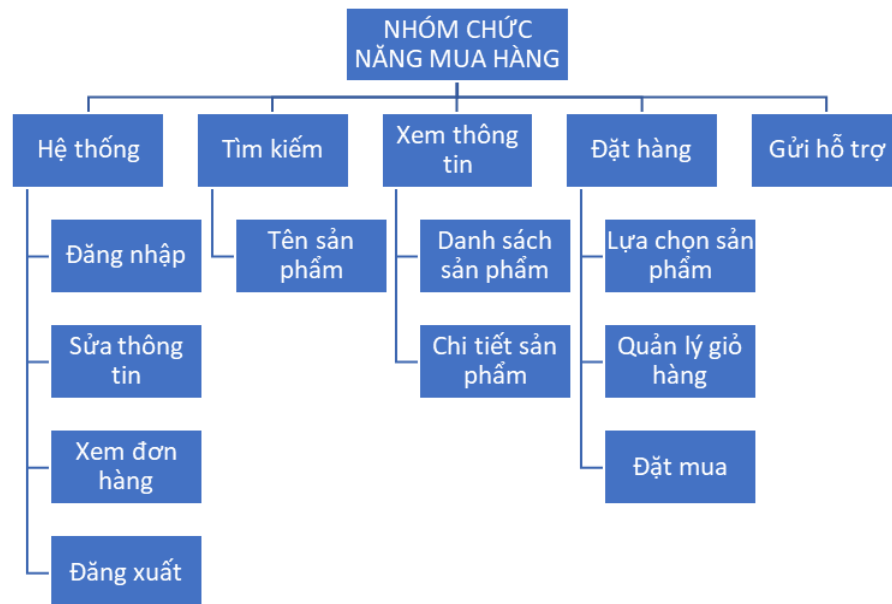 NHÓM CHỨC
NĂNG MUA HÀNG
Hệ thống
Tìm kiếm
Xem thông
tin
Đặt hàng
Gửi hỗ trợ
Đăng nhập
Sửa thông
tin
Xem đơn
hàng
Đăng xuất
Tên sản
phẩm
Danh sách
sản phẩm
Chi tiết sản
phẩm
Lựa chọn sản
phẩm
Quản lý giỏ
hàng
Đặt mua